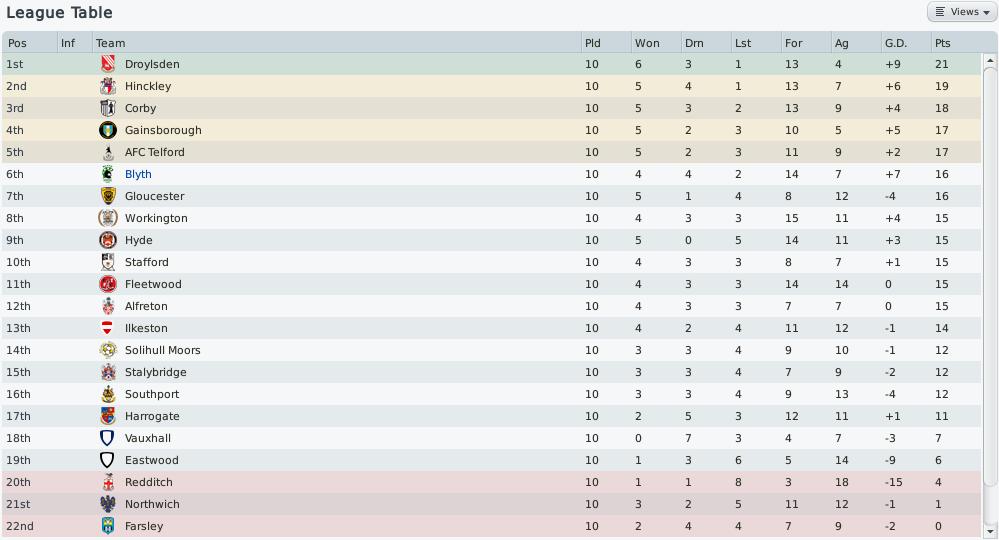 League Table
Views
Pos Inf Team Pld Won Drn Lst For Ag G.D. Pts
1st Droylsden 10 6 3 1 13 4 +9 21
2nd Hinckley 10 5 4 1 13 7 +6 19
3rd Corby 10 5 3 2 13 9 +4 18
4th Gainsborough 10 5 2 3 10 5 +5 17
5th AFC Telford 10 5 2 3 11 9 +2 17
6th Blyth 10 4 4 2 14 7 +7 16
7th Gloucester 10 5 1 4 8 12 -4 16
8th Workington 10 4 3 3 15 11 +4 15
9th Hyde 10 5 0 5 14 11 +3 15
10th Stafford 10 4 3 3 8 7 +1 15
11th Fleetwood 10 4 3 3 14 14 0 15
12th Alfreton 10 4 3 3 7 7 0 15
13th Ilkeston 10 4 2 4 11 12 -1 14
14th Solihull Moors 10 3 3 4 9 10 -1 12
15th Stalybridge 10 3 3 4 7 9 -2 12
16th Southport 10 3 3 4 9 13 -4 12
17th Harrogate 10 2 5 3 12 11 +1 11
18th Vauxhall 10 0 7 3 4 7 -3 7
19th Eastwood 10 1 3 6 5 14 -9 6
20th Redditch 10 1 1 8 3 18 -15 4
21st Northwich 10 3 2 5 11 12 -1 1
22nd Farsley 10 2 4 4 7 9 -2 0